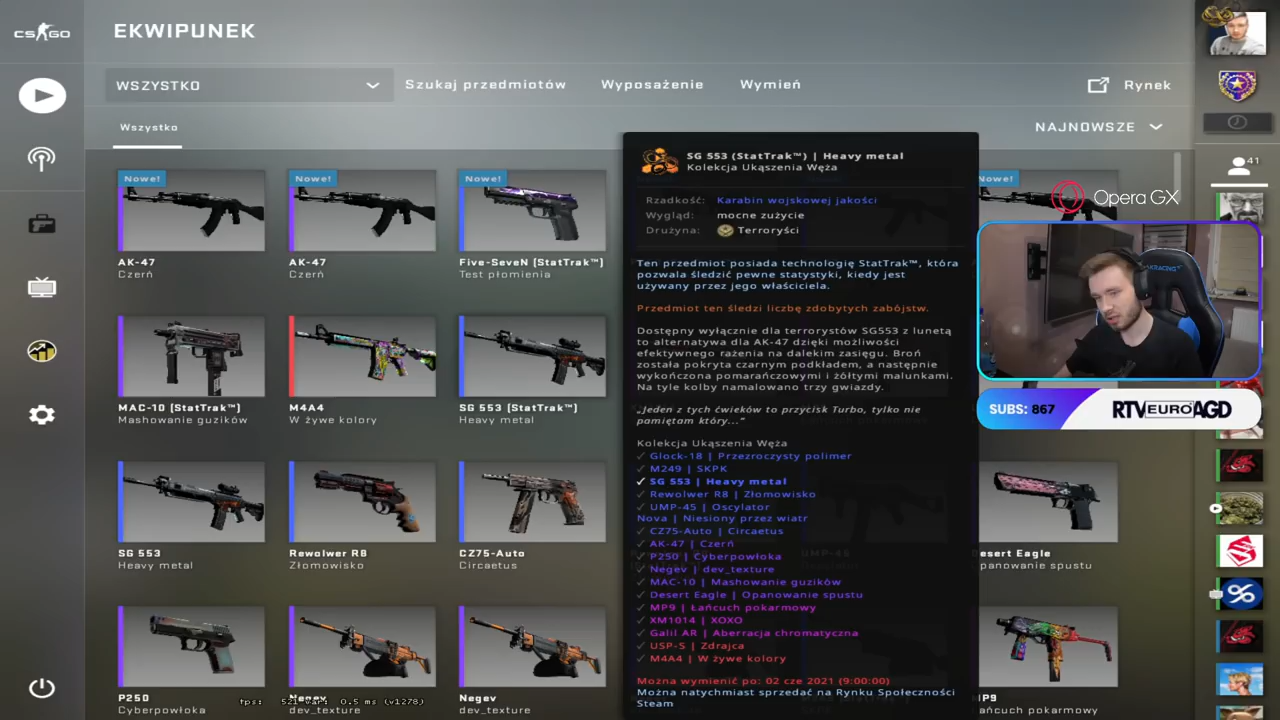 CS:GO
EKWIPUNEK
WSZYSTKO
Szukaj przedmiotów
Wyposażenie
Wymień
Rynek
Wszystko
NAJNOWSZE
41
Nowe!
AK-47
Czerń
Nowe!
AK-47
Czerń
Nowe!
Five-SeveN (StatTrak™)
Test płomienia
Nowe!
MAC-10 (StatTrak™)
Mashowanie guzików
M4A4
W żywe kolory
SG 553 (StatTrak™)
Heavy metal
SG 553
Heavy metal
Rewolwer R8
Złomowisko
CZ75-Auto
Circaetus
UMP-45
Desert Eagle
Opanowanie spustu
P250
Cyberpowłoka
Negev
dev_texture
Negev
dev_texture
MP9
Łańcuch pokarmowy
SG 553 (StatTrak™) | Heavy metal
Kolekcja Ukąszenia Węża
Rzadkość: Karabin wojskowej jakości
Wygląd: mocne zużycie
Drużyna: Terroryści
Ten przedmiot posiada technologię StatTrak™, która
pozwala śledzić pewne statystyki, kiedy jest
używany przez jego właściciela.
Przedmiot ten śledzi liczbę zdobytych zabójstw.
Dostępny wyłącznie dla terrorystów SG553 z lunetą
to alternatywa dla AK-47 dzięki możliwości
efektywnego rażenia na dalekim zasięgu. Broń
została pokryta czarnym podkładem, a następnie
wykończona pomarańczowymi i żółtymi malunkami.
Na tyle kolby namalowano trzy gwiazdy.
„Jeden z tych ćwieków to przycisk Turbo, tylko nie
pamiętam który...”
Kolekcja Ukąszenia Węża
✓ Glock-18 | Przezroczysty polimer
✓ M249 | SKPK
✓ SG 553 | Heavy metal
✓ Rewolwer R8 | Złomowisko
✓ UMP-45 | Oscylator
Nova | Niesiony przez wiatr
✓ CZ75-Auto | Circaetus
✓ AK-47 | Czerń
✓ P250 | Cyberpowłoka
✓ Negev | dev_texture
✓ MAC-10 | Mashowanie guzików
✓ Desert Eagle | Opanowanie spustu
✓ MP9 | Łańcuch pokarmowy
✓ XM1014 | XOXO
✓ Galil AR | Aberracja chromatyczna
✓ USP-S | Zdrajca
✓ M4A4 | W żywe kolory
Można wymienić po: 02 cze 2021 (9:00:00)
Można natychmiast sprzedać na Rynku Społeczności
Steam
Opera GX
SUBS: 867
RTV EURO AGD
fps: 521 var: 0.5 ms (v1278)